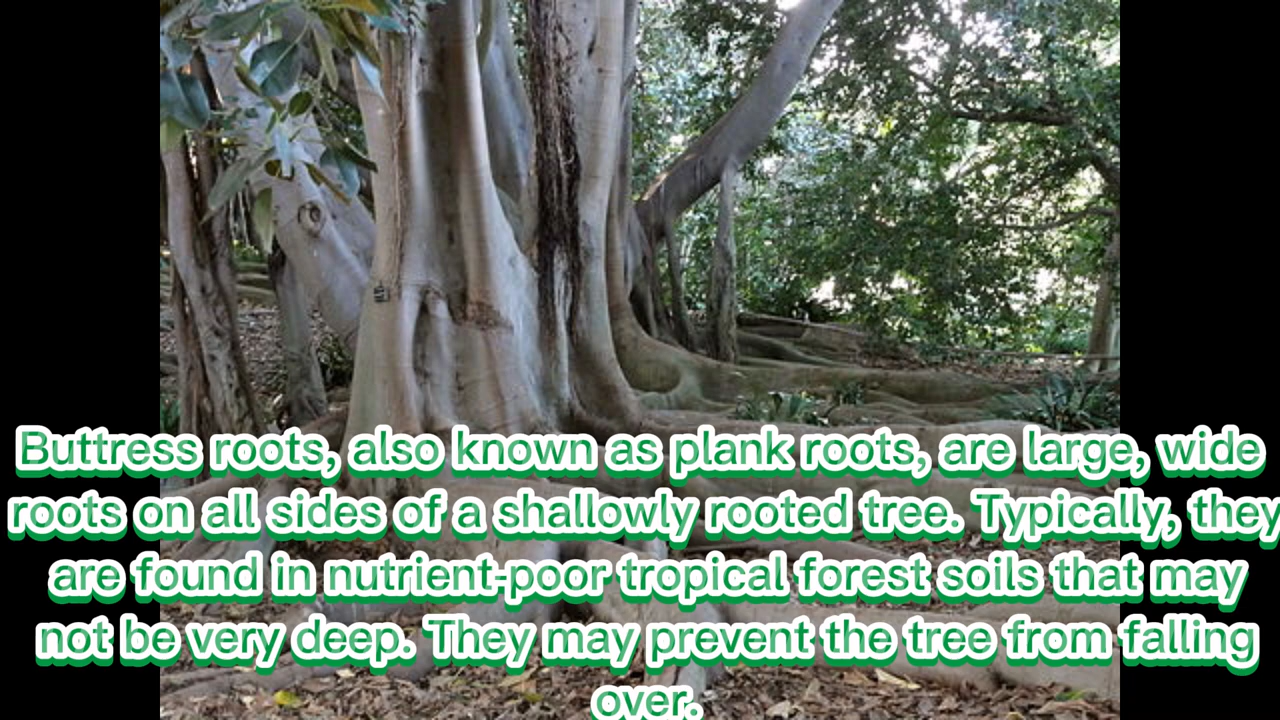 Buttress roots, also known as plank roots, are large, wide
roots on all sides of a shallowly rooted tree. Typically, they
are found in nutrient-poor tropical forest soils that may
not be very deep. They may prevent the tree from falling
over.